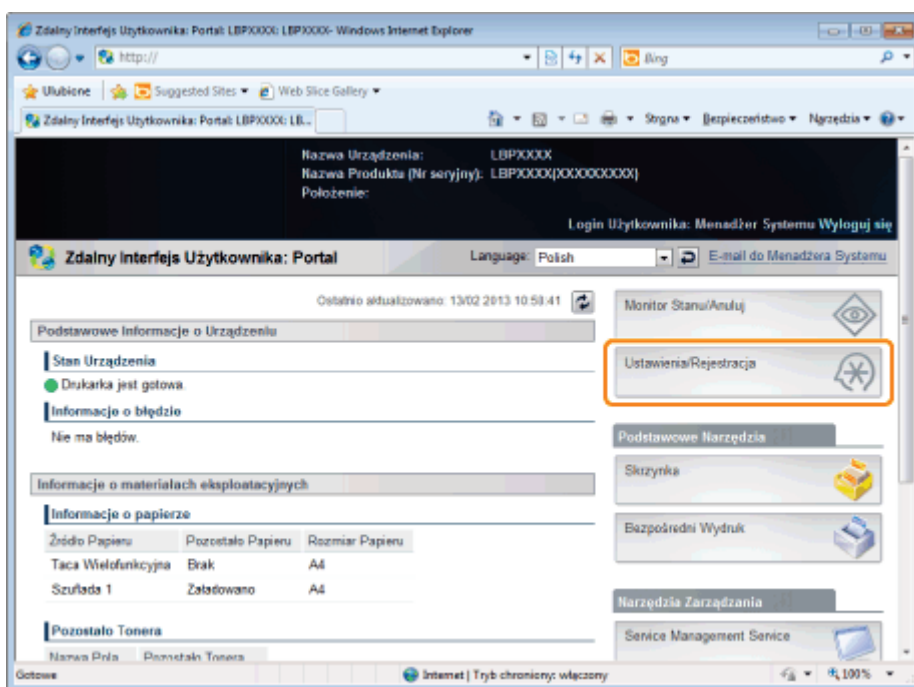 Zdalny Interfejs Użytkownika: Portal: LBPXXXX: LBPXXXX- Windows Internet Explorer
http://
Bing
Ulubione Suggested Sites Web Slice Gallery
Zdalny Interfejs Użytkownika: Portal: LBPXXXX: LB... Strona Bezpieczeństwo Narzędzia
Nazwa Urządzenia: LBPXXXX
Nazwa Produktu (Nr seryjny): LBPXXXX(XXXXXXXXX)
Położenie:
Login Użytkownika: Menadżer Systemu Wyloguj się
Zdalny Interfejs Użytkownika: Portal Language: Polish E-mail do Menadżera Systemu
Ostatnio aktualizowano: 13/02 2013 10:58:41
Monitor Stanu/Anuluj
Podstawowe Informacje o Urządzeniu
Stan Urządzenia
Ustawienia/Rejestracja
Drukarka jest gotowa.
Informacje o błędzie
Nie ma błędów.
Podstawowe Narzędzia
Skrzynka
Informacje o materiałach eksploatacyjnych
Informacje o papierze
Bezpośredni Wydruk
Źródło Papieru Pozostało Papieru Rozmiar Papieru
Taca Wielofunkcyjna Brak A4
Szuflada 1 Załadowano A4
Narzędzia Zarządzania
Pozostało Tonera
Service Management Service
Nazwa Pola Pozostało Tonera
Gotowe Internet | Tryb chroniony: włączony 100%